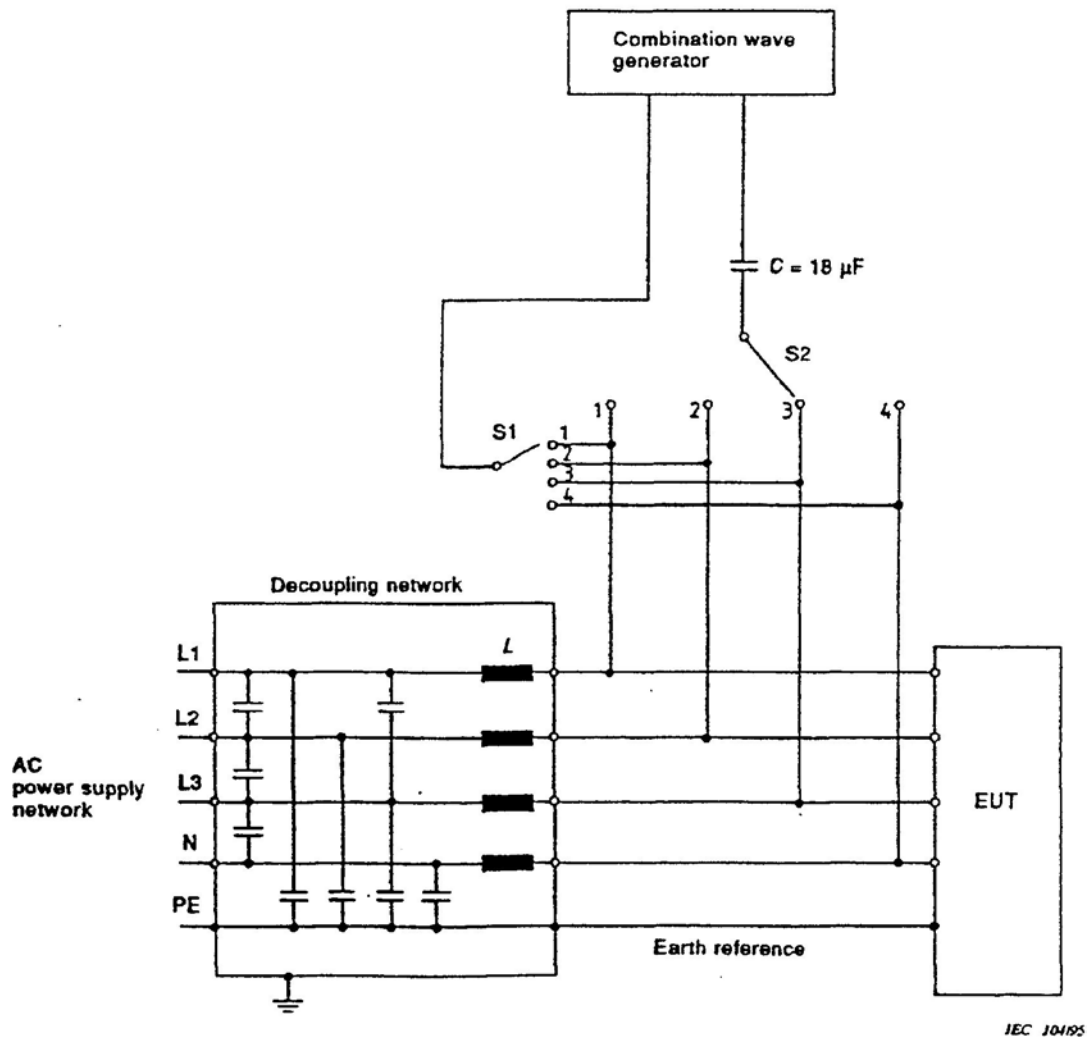 Combination wave
generator
C = 18 µF
S2
1 2 3 4
S1
1
2
3
4
Decoupling network
L
L1
L2
L3
N
PE
AC
power supply
network
EUT
Earth reference
IEC 104/95